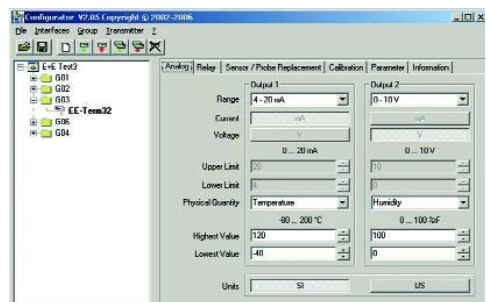 Configurator V2.05 Copyright © 2002-2006
File Interfaces Group Transmitter ?
E+E Test3
G01
G02
G03
EE-Term32
G06
G04
Analog Relay Sensor / Probe Replacement Calibration Parameter Information
Output 1 Output 2
Range 4 - 20 mA 0 - 10 V
Current mA mA
Voltage V V
0 ... 20 mA 0 ... 10 V
Upper Limit 20 10
Lower Limit 4 0
Physical Quantity Temperature Humidity
-80 ... 200 °C 0 ... 100 %rF
Highest Value 120 100
Lowest Value -40 0
Units SI US